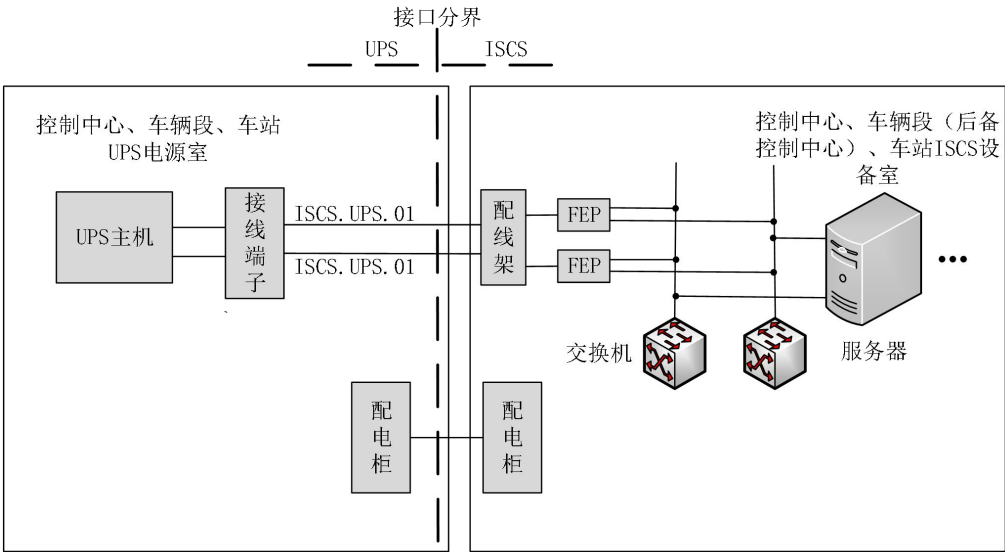 接口分界
UPS
ISCS
控制中心、车辆段、车站
UPS电源室
控制中心、车辆段（后备
控制中心）、车站ISCS设
备室
UPS主机
接线端子
ISCS.UPS.01
ISCS.UPS.01
配线架
FEP
FEP
交换机
服务器
配电柜
配电柜